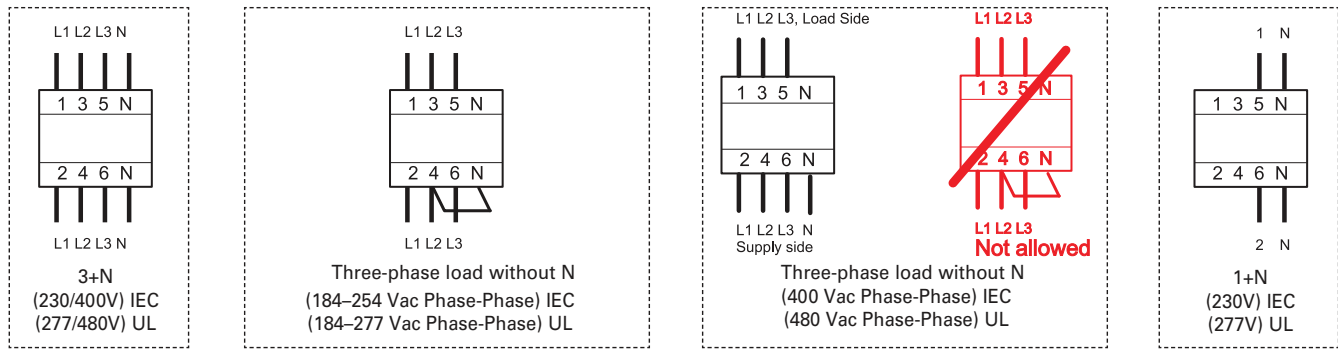 L1 L2 L3 N
1 3 5 N
2 4 6 N
L1 L2 L3 N
3+N
(230/400V) IEC
(277/480V) UL
L1 L2 L3
1 3 5 N
2 4 6 N
L1 L2 L3
Three-phase load without N
(184–254 Vac Phase-Phase) IEC
(184–277 Vac Phase-Phase) UL
L1 L2 L3, Load Side
1 3 5 N
2 4 6 N
L1 L2 L3 N
Supply side
L1 L2 L3
1 3 5 N
2 4 6 N
L1 L2 L3
Not allowed
Three-phase load without N
(400 Vac Phase-Phase) IEC
(480 Vac Phase-Phase) UL
1 N
1 3 5 N
2 4 6 N
2 N
1+N
(230V) IEC
(277V) UL